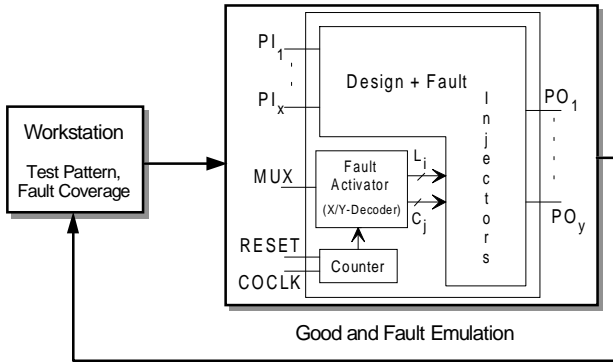 Workstation
Test Pattern,
Fault Coverage
PI1
PIx
MUX
RESET
COCLK
Design + Fault
Injectors
Fault
Activator
(X/Y-Decoder)
Li
Cj
Counter
PO1
POy
Good and Fault Emulation